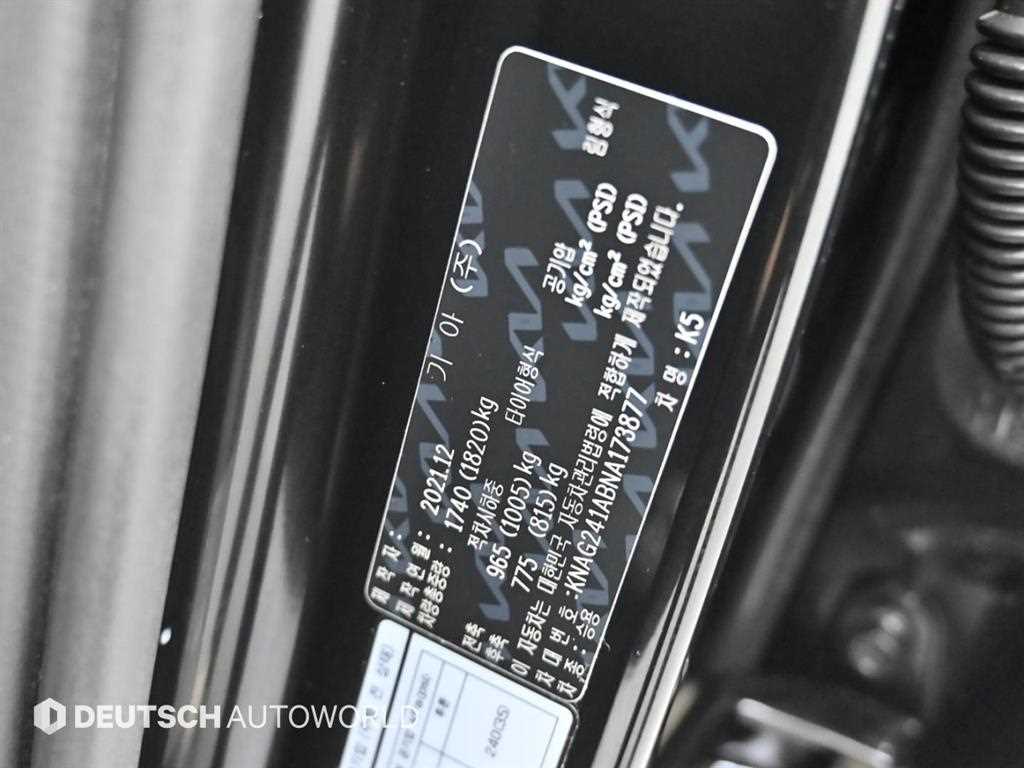 제 작 자 : 기 아 (주)
제 작 연 월 : 2021.12
차량총중량 : 1740 (1820)kg
적차시하중 타이어형식 공기압 림형식
전축 965 (1005)kg kg/cm² (PSI)
후축 775 (815)kg kg/cm² (PSI)
이 자동차는 대한민국 자동차관리법령에 적합하게 제작되었습니다.
차 대 번 호 :KNAG241ABNA173877
차 종 : 승용 차 명 : K5
240(35)
DEUTSCH AUTOWORLD